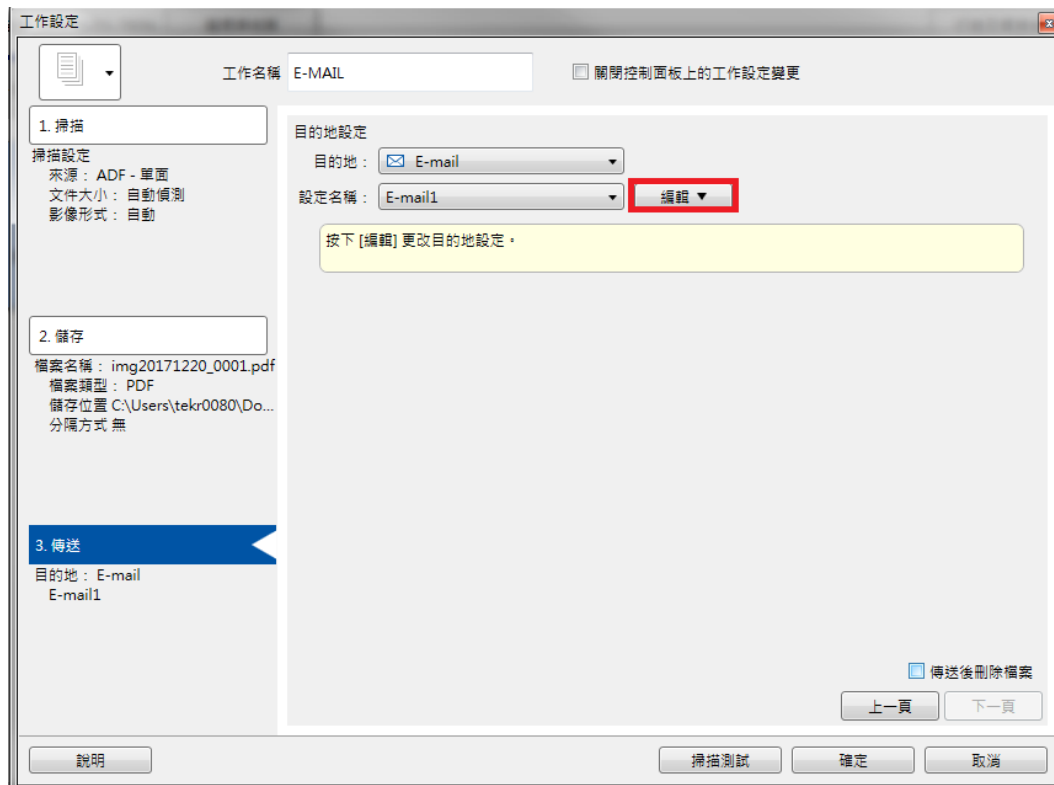 工作設定
工作名稱 E-MAIL
關閉控制面板上的工作設定變更
1. 掃描
掃描設定
來源： ADF - 單面
文件大小： 自動偵測
影像形式： 自動
2. 儲存
檔案名稱： img20171220_0001.pdf
檔案類型： PDF
儲存位置 C:\Users\tekr0080\Do...
分隔方式 無
3. 傳送
目的地： E-mail
E-mail1
目的地設定
目的地： E-mail
設定名稱： E-mail1 編輯 ▼
按下 [編輯] 更改目的地設定。
傳送後刪除檔案
上一頁 下一頁
說明 掃描測試 確定 取消